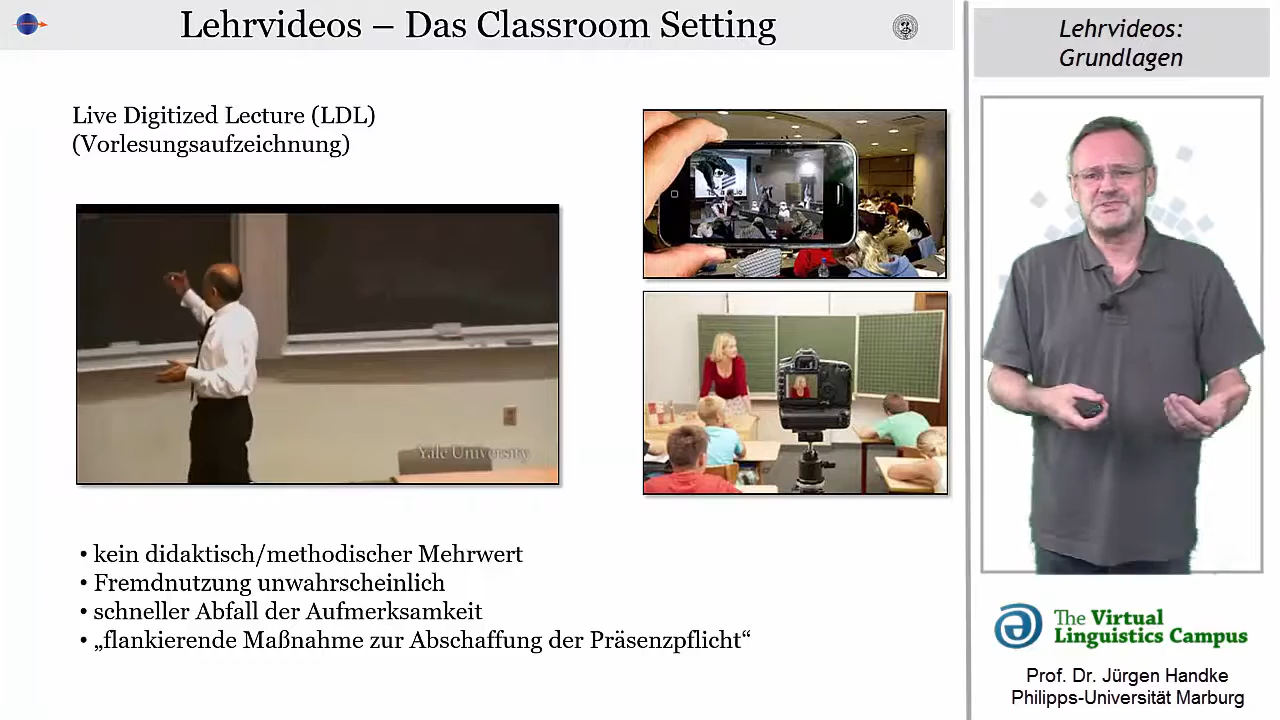 Lehrvideos – Das Classroom Setting
Live Digitized Lecture (LDL)
(Vorlesungsaufzeichnung)
Yale University
• kein didaktisch/methodischer Mehrwert
• Fremdnutzung unwahrscheinlich
• schneller Abfall der Aufmerksamkeit
• „flankierende Maßnahme zur Abschaffung der Präsenzpflicht“
Lehrvideos:
Grundlagen
The Virtual
Linguistics Campus
Prof. Dr. Jürgen Handke
Philipps-Universität Marburg